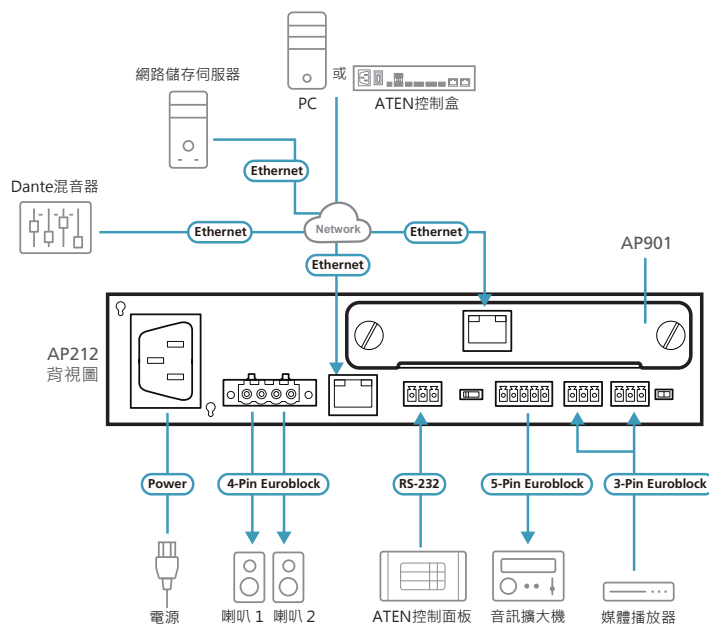 網路儲存伺服器
PC
或
ATEN控制盒
Ethernet
Dante混音器
Ethernet
Network
Ethernet
Ethernet
AP901
AP212
背視圖
Power
4-Pin Euroblock
RS-232
5-Pin Euroblock
3-Pin Euroblock
電源
喇叭 1
喇叭 2
ATEN控制面板
音訊擴大機
媒體播放器